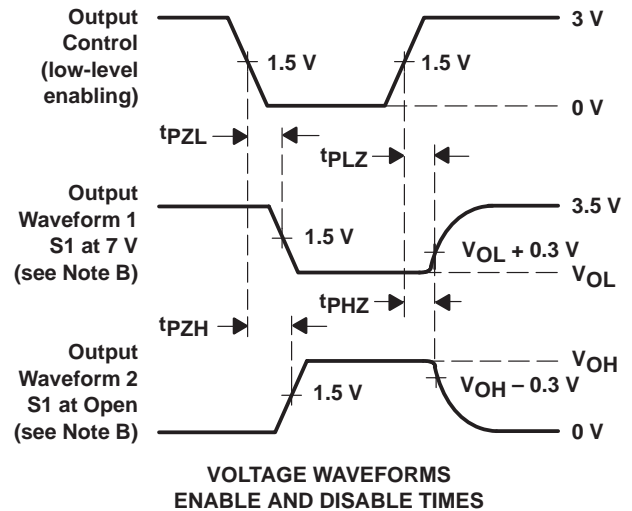 Output
Control
(low-level
enabling)
1.5 V
1.5 V
3 V
0 V
tPZL
tPLZ
Output
Waveform 1
S1 at 7 V
(see Note B)
1.5 V
3.5 V
VOL + 0.3 V
VOL
tPHZ
tPZH
Output
Waveform 2
S1 at Open
(see Note B)
1.5 V
VOH
VOH − 0.3 V
0 V
VOLTAGE WAVEFORMS
ENABLE AND DISABLE TIMES